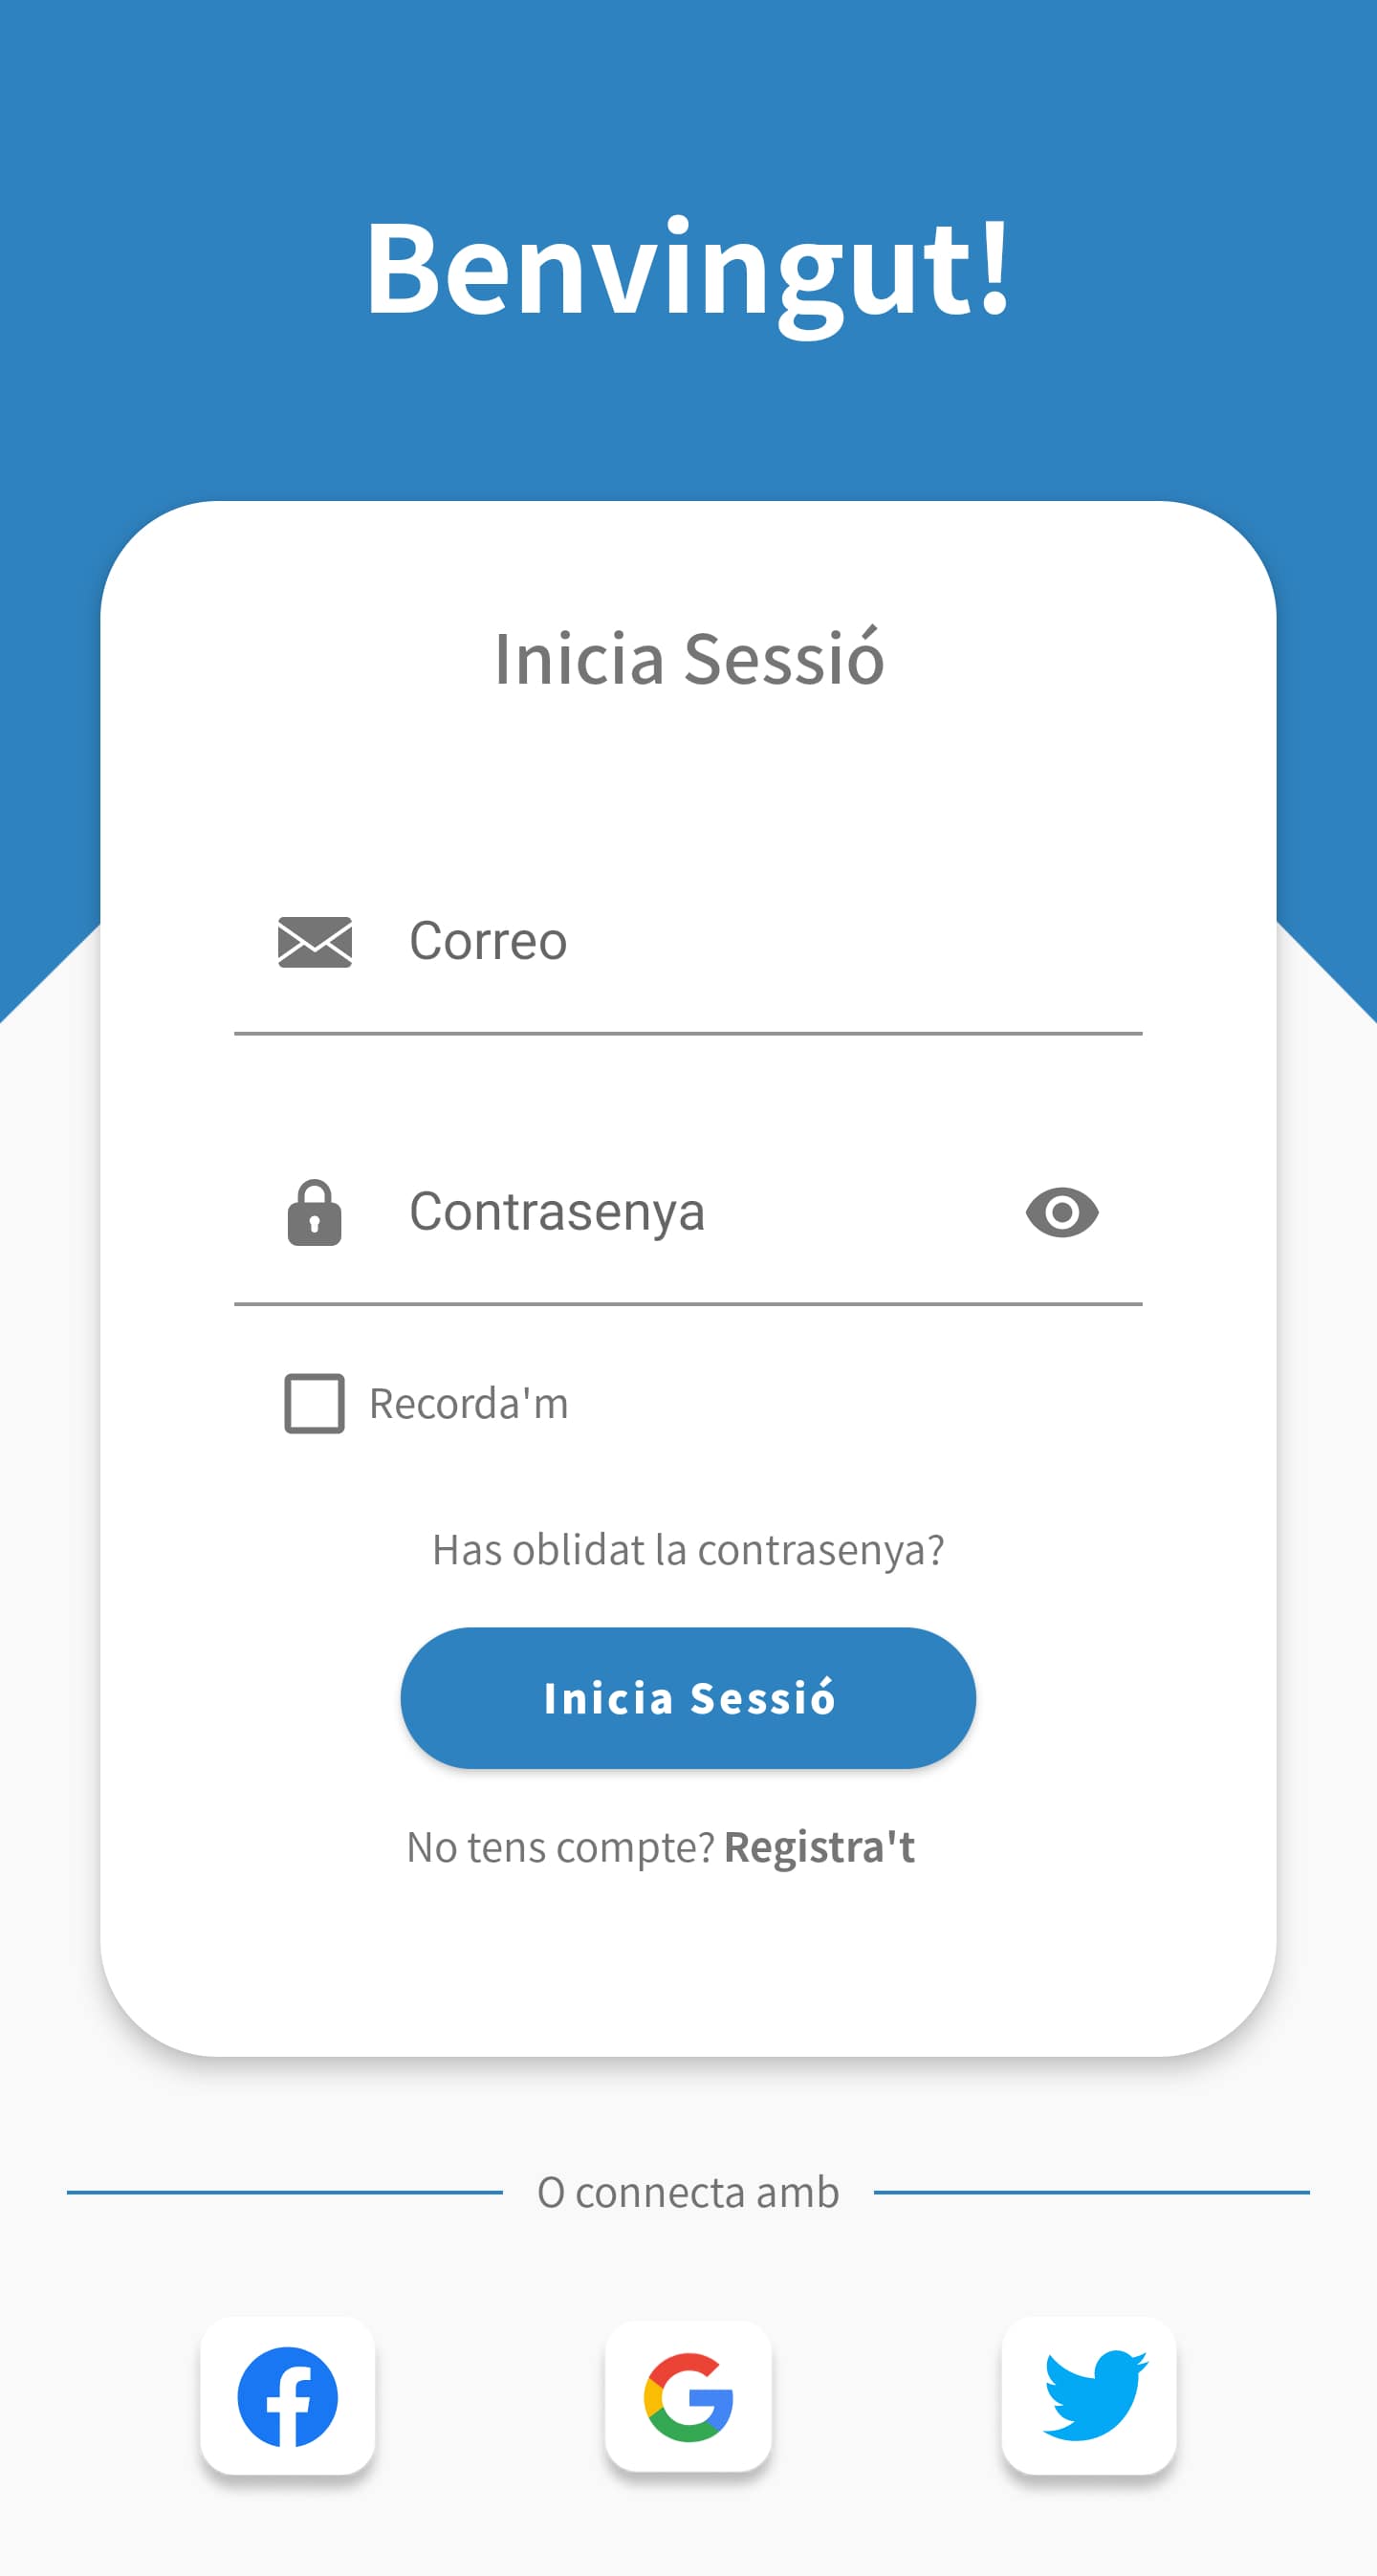 Benvingut!
Inicia Sessió
Correo
Contrasenya
Recorda'm
Has oblidat la contrasenya?
Inicia Sessió
No tens compte? Registra't
O connecta amb